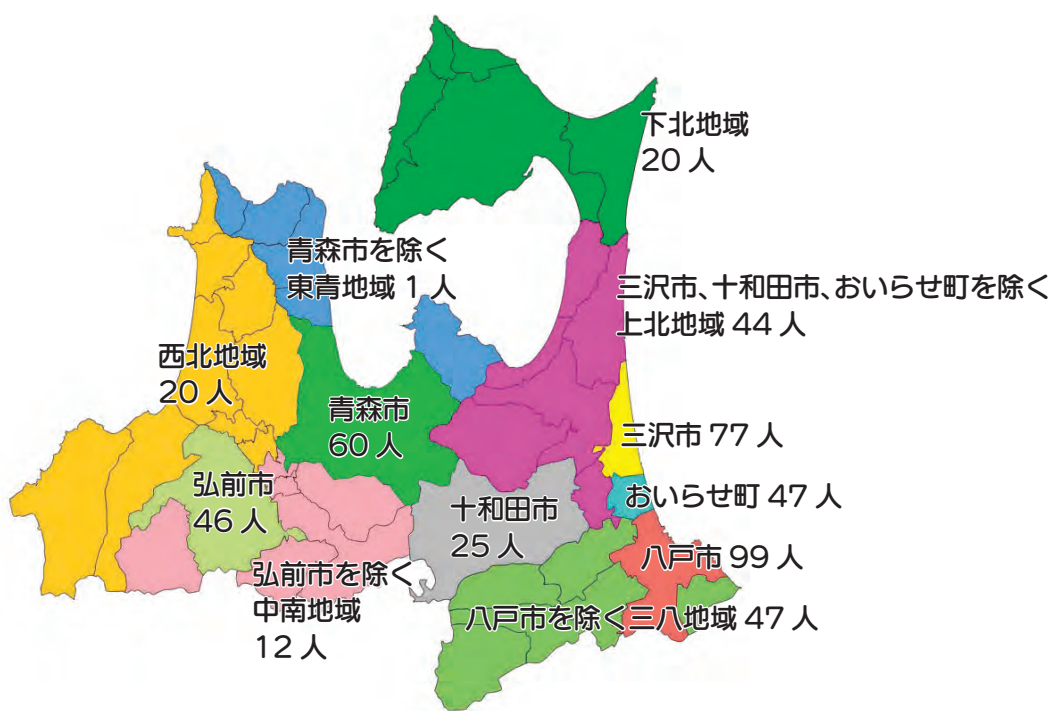 下北地域
20 人
青森市を除く
東青地域 1 人
三沢市、十和田市、おいらせ町を除く
上北地域 44 人
西北地域
20 人
青森市
60 人
三沢市 77 人
弘前市
46 人
十和田市
25 人
おいらせ町 47 人
八戸市 99 人
弘前市を除く
中南地域
12 人
八戸市を除く三八地域 47 人